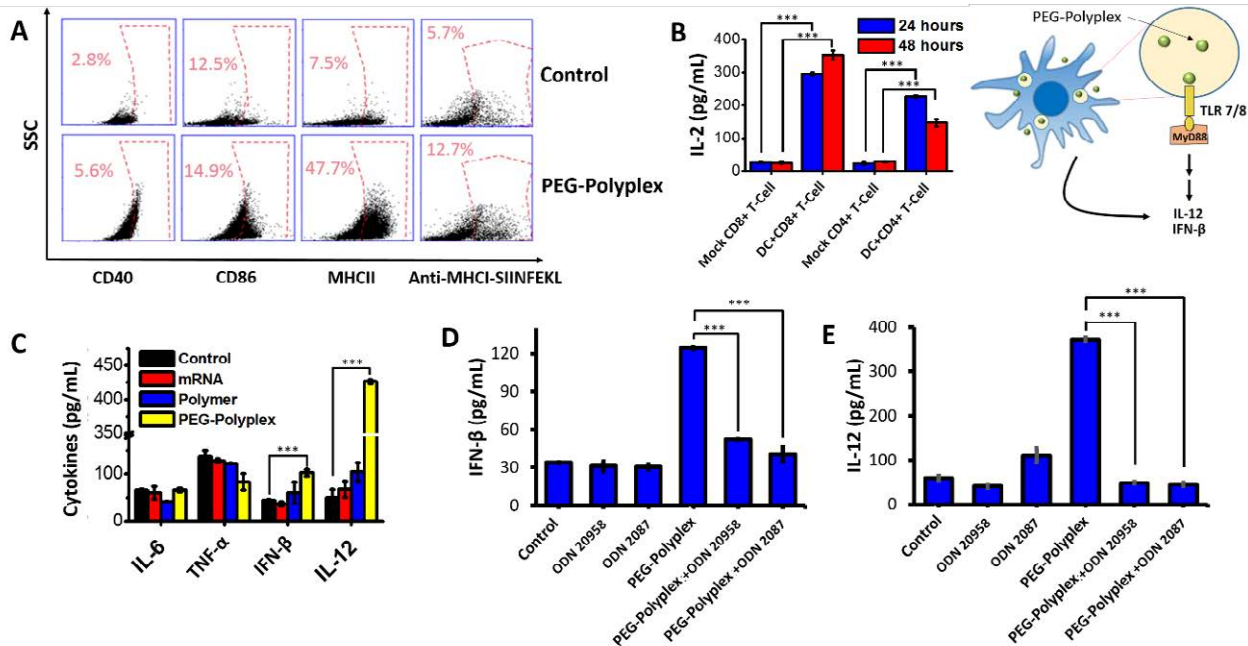 A
2.8%
12.5%
7.5%
5.7%
Control
5.6%
14.9%
47.7%
12.7%
PEG-Polyplex
SSC
CD40
CD86
MHCII
Anti-MHCI-SIINFEKL
B
***
***
***
***
24 hours
48 hours
IL-2 (pg/mL)
400
300
200
100
0
Mock CD8+ T-Cell
DC+CD8+ T-Cell
Mock CD4+ T-Cell
DC+CD4+ T-Cell
PEG-Polyplex
TLR 7/8
MyD88
IL-12
IFN-β
C
Control
mRNA
Polymer
PEG-Polyplex
***
***
Cytokines (pg/mL)
450
425
350
100
0
IL-6
TNF-α
IFN-β
IL-12
D
***
***
IFN-β (pg/mL)
120
90
60
30
0
Control
ODN 20958
ODN 2087
PEG-Polyplex
PEG-Polyplex+ODN 20958
PEG-Polyplex +ODN 2087
E
***
***
IL-12 (pg/mL)
400
300
200
100
0
Control
ODN 20958
ODN 2087
PEG-Polyplex
PEG-Polyplex+ODN 20958
PEG-Polyplex +ODN 2087